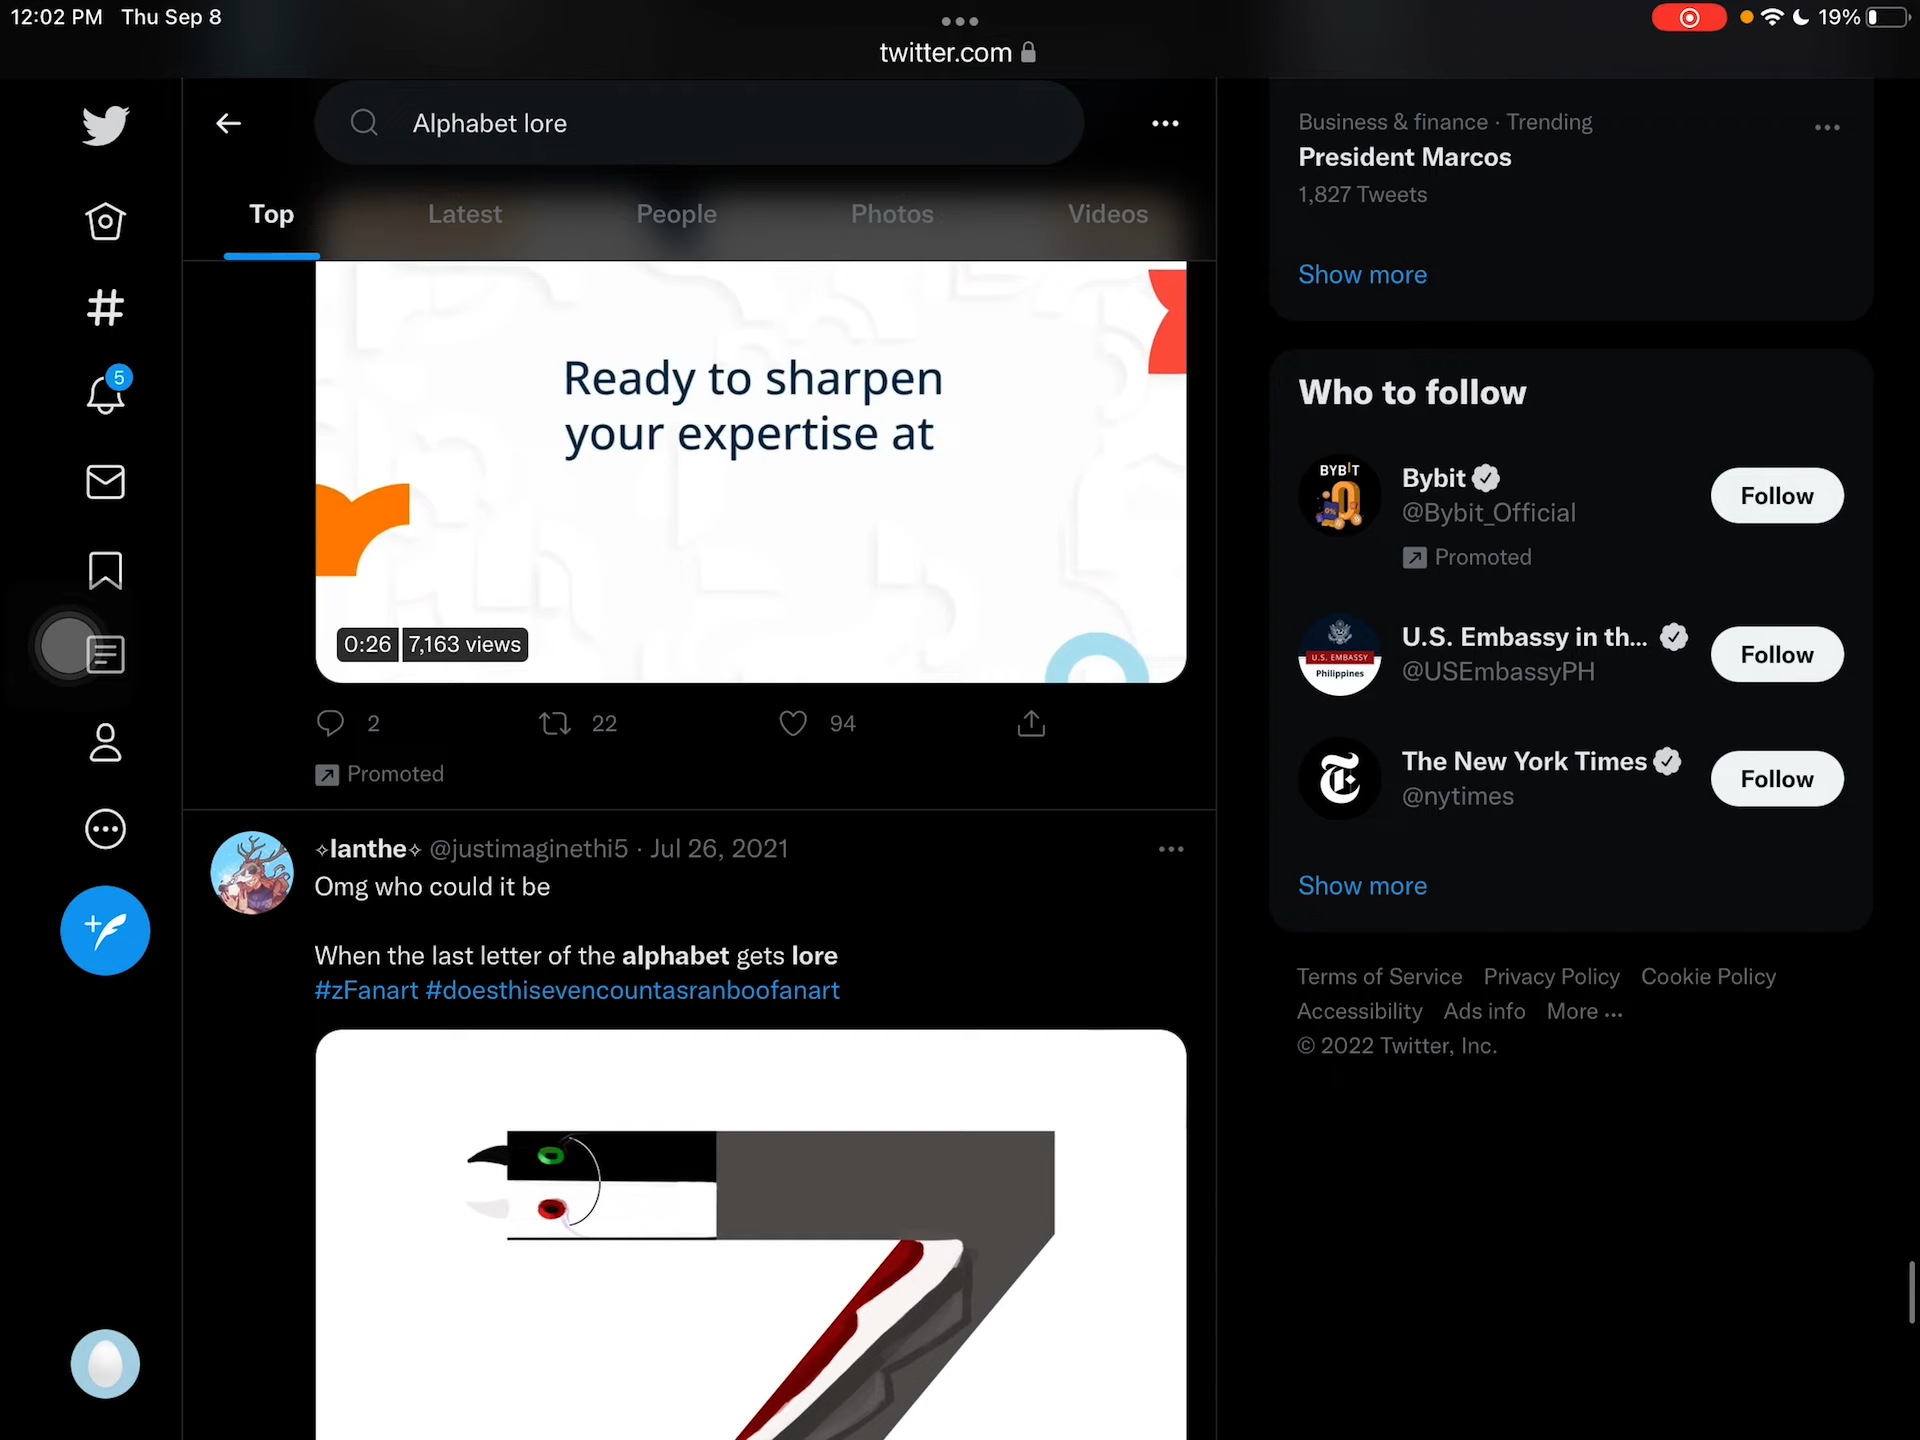 12:02 PM Thu Sep 8
19%
twitter.com
Alphabet lore
Top
Latest
People
Photos
Videos
5
Ready to sharpen
your expertise at
0:26
7,163 views
2
22
94
Promoted
✧Ianthe✧ @justimaginethi5 · Jul 26, 2021
Omg who could it be
When the last letter of the alphabet gets lore
#zFanart #doesthisevencountasranboofanart
Business & finance · Trending
President Marcos
1,827 Tweets
Show more
Who to follow
BYBIT
0%
Bybit
@Bybit_Official
Follow
Promoted
U.S. EMBASSY
Philippines
U.S. Embassy in th...
@USEmbassyPH
Follow
The New York Times
@nytimes
Follow
Show more
Terms of Service Privacy Policy Cookie Policy
Accessibility Ads info More ...
© 2022 Twitter, Inc.